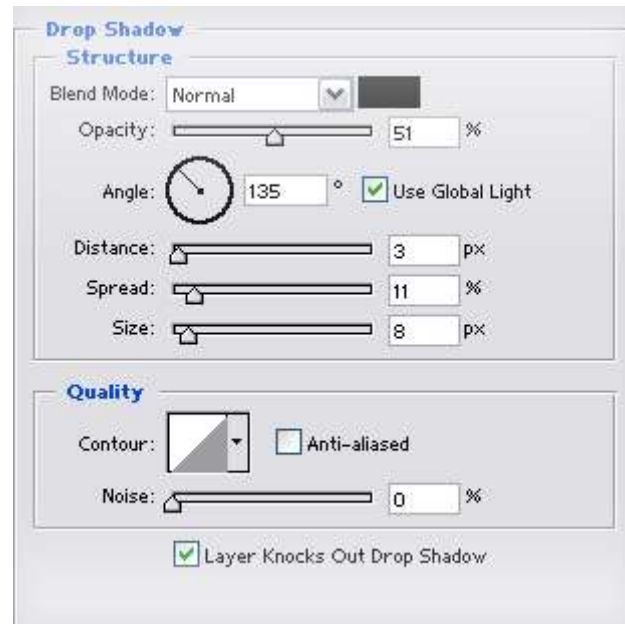 Drop Shadow
Structure
Blend Mode: Normal
Opacity: 51 %
Angle: 135 ° Use Global Light
Distance: 3 px
Spread: 11 %
Size: 8 px
Quality
Contour: Anti-aliased
Noise: 0 %
Layer Knocks Out Drop Shadow